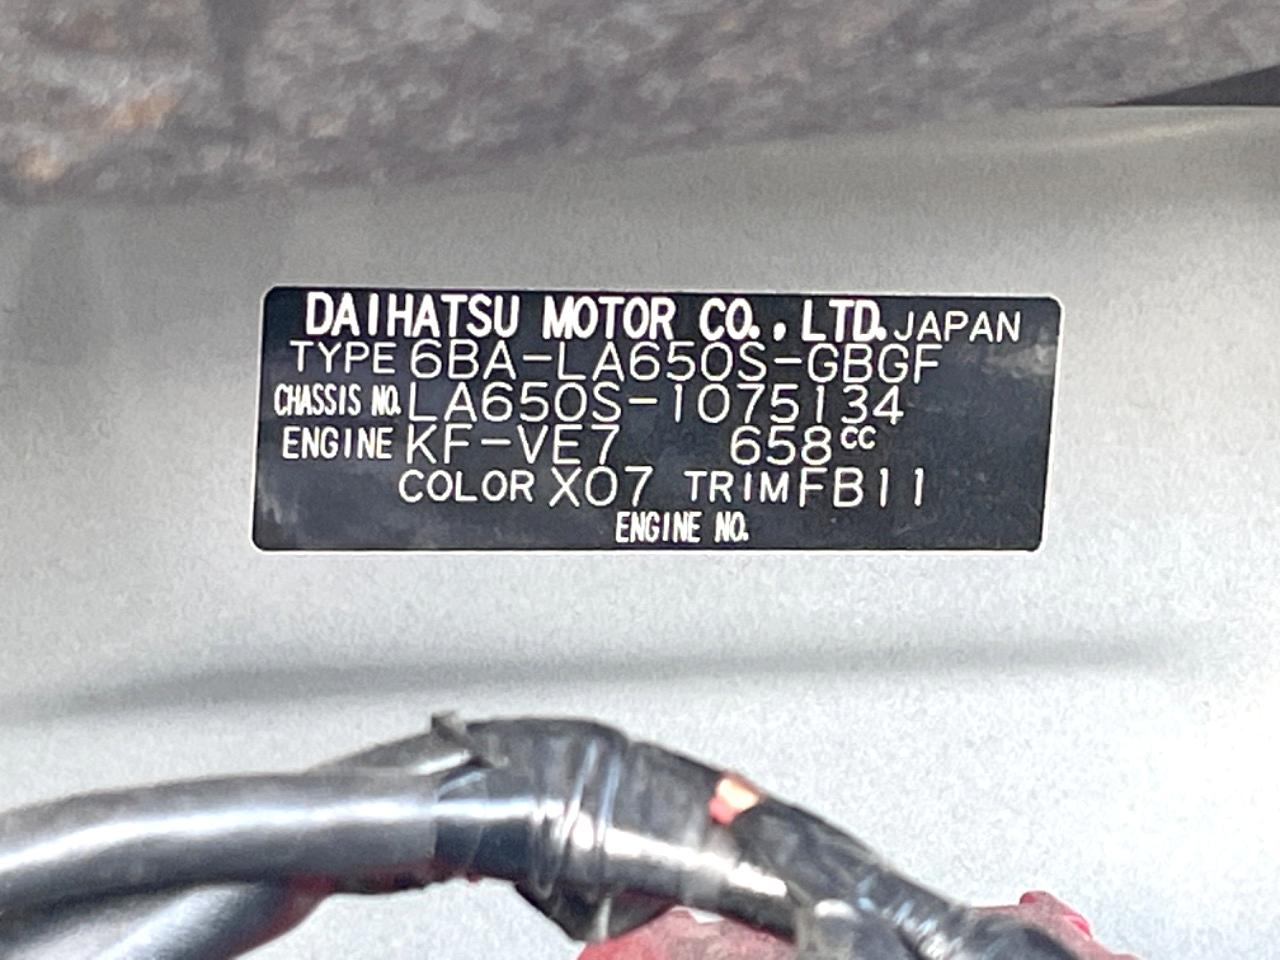 DAIHATSU MOTOR CO., LTD. JAPAN
TYPE 6BA-LA650S-GBGF
CHASSIS NO. LA650S-1075134
ENGINE KF-VE7 658cc
COLOR X07 TRIM FB11
ENGINE NO.